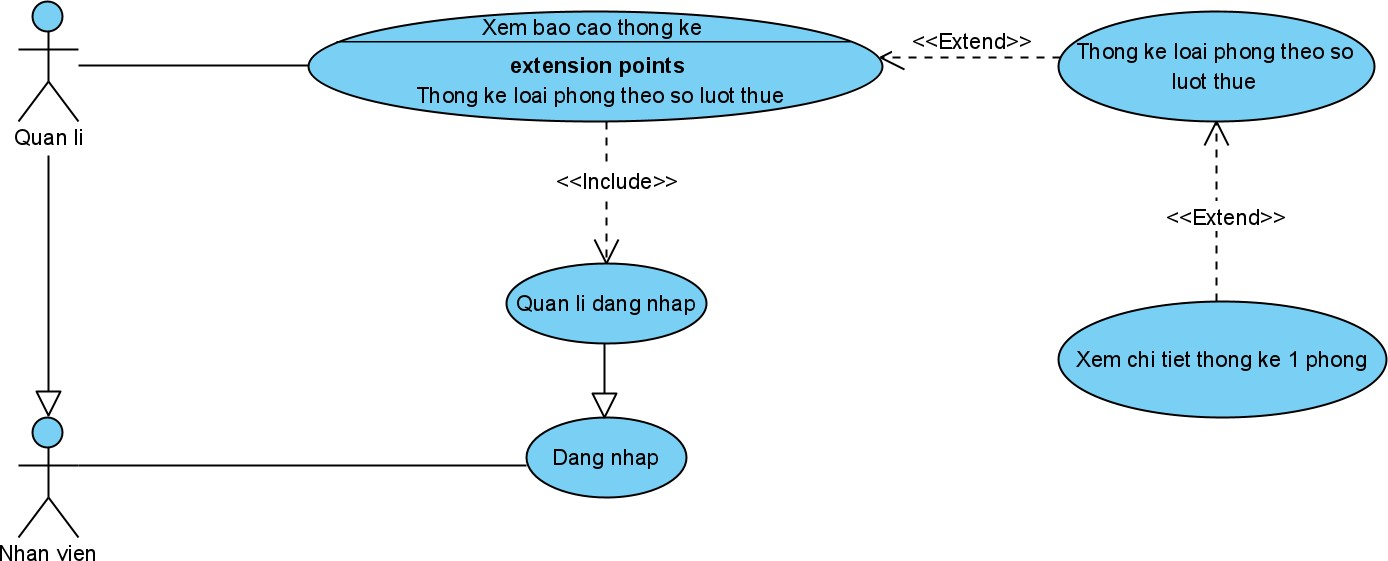 Xem bao cao thong ke
extension points
Thong ke loai phong theo so luot thue
<<Extend>>
Thong ke loai phong theo so
luot thue
Quan li
<<Include>>
<<Extend>>
Quan li dang nhap
Xem chi tiet thong ke 1 phong
Dang nhap
Nhan vien